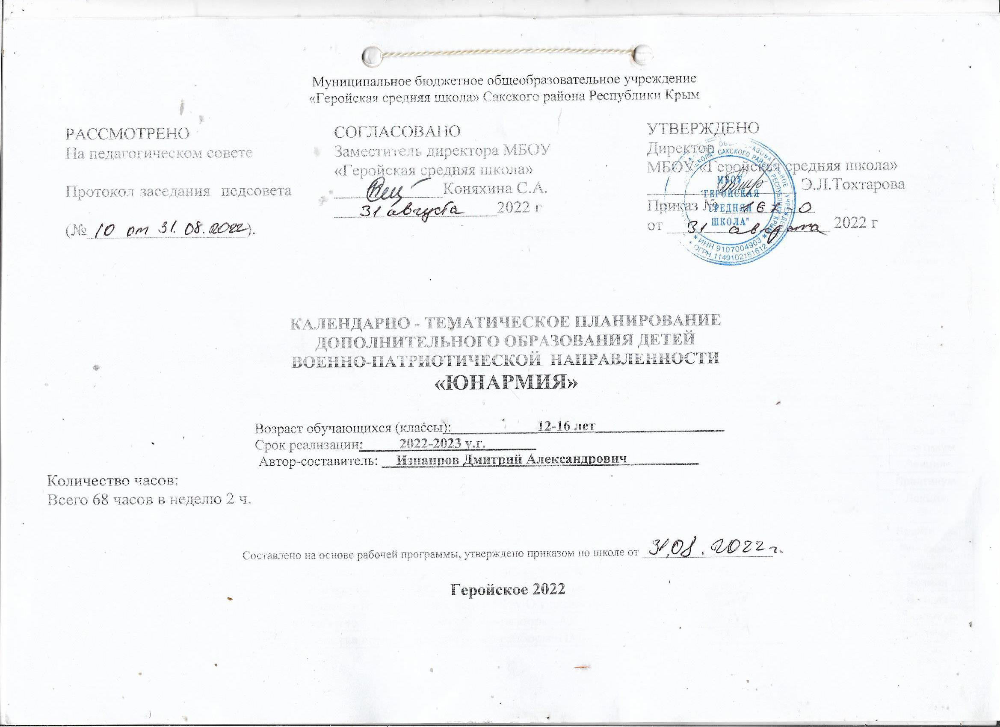 Муниципальное бюджетное общеобразовательное учреждение
«Геройская средняя школа» Сакского района Республики Крым
РАССМОТРЕНО
На педагогическом совете
Протокол заседания педсовета
(№ 10 от 31.08.2022).
СОГЛАСОВАНО
Заместитель директора МБОУ
«Геройская средняя школа»
Коняхина С.А.
31 августа 2022 г
УТВЕРЖДЕНО
Директор
МБОУ «Геройская средняя школа»
Э.Л.Тохтарова
Приказ №
от 31 августа 2022 г
ШКОЛА" САКСКОГО РАЙОНА РЕСПУБЛИКИ КРЫМ
МБОУ
"ГЕРОЙСКАЯ
СРЕДНЯЯ
ШКОЛА"
* ИНН 9107004903 *
* ОГРН 1149102181612
КАЛЕНДАРНО - ТЕМАТИЧЕСКОЕ ПЛАНИРОВАНИЕ
ДОПОЛНИТЕЛЬНОГО ОБРАЗОВАНИЯ ДЕТЕЙ
ВОЕННО-ПАТРИОТИЧЕСКОЙ НАПРАВЛЕННОСТИ
«ЮНАРМИЯ»
Возраст обучающихся (классы): 12-16 лет
Срок реализации: 2022-2023 у.г.
Автор-составитель: Изнаиров Дмитрий Александрович
Количество часов:
Всего 68 часов в неделю 2 ч.
Составлено на основе рабочей программы, утверждено приказом по школе от 31.08.2022 г.
Геройское 2022